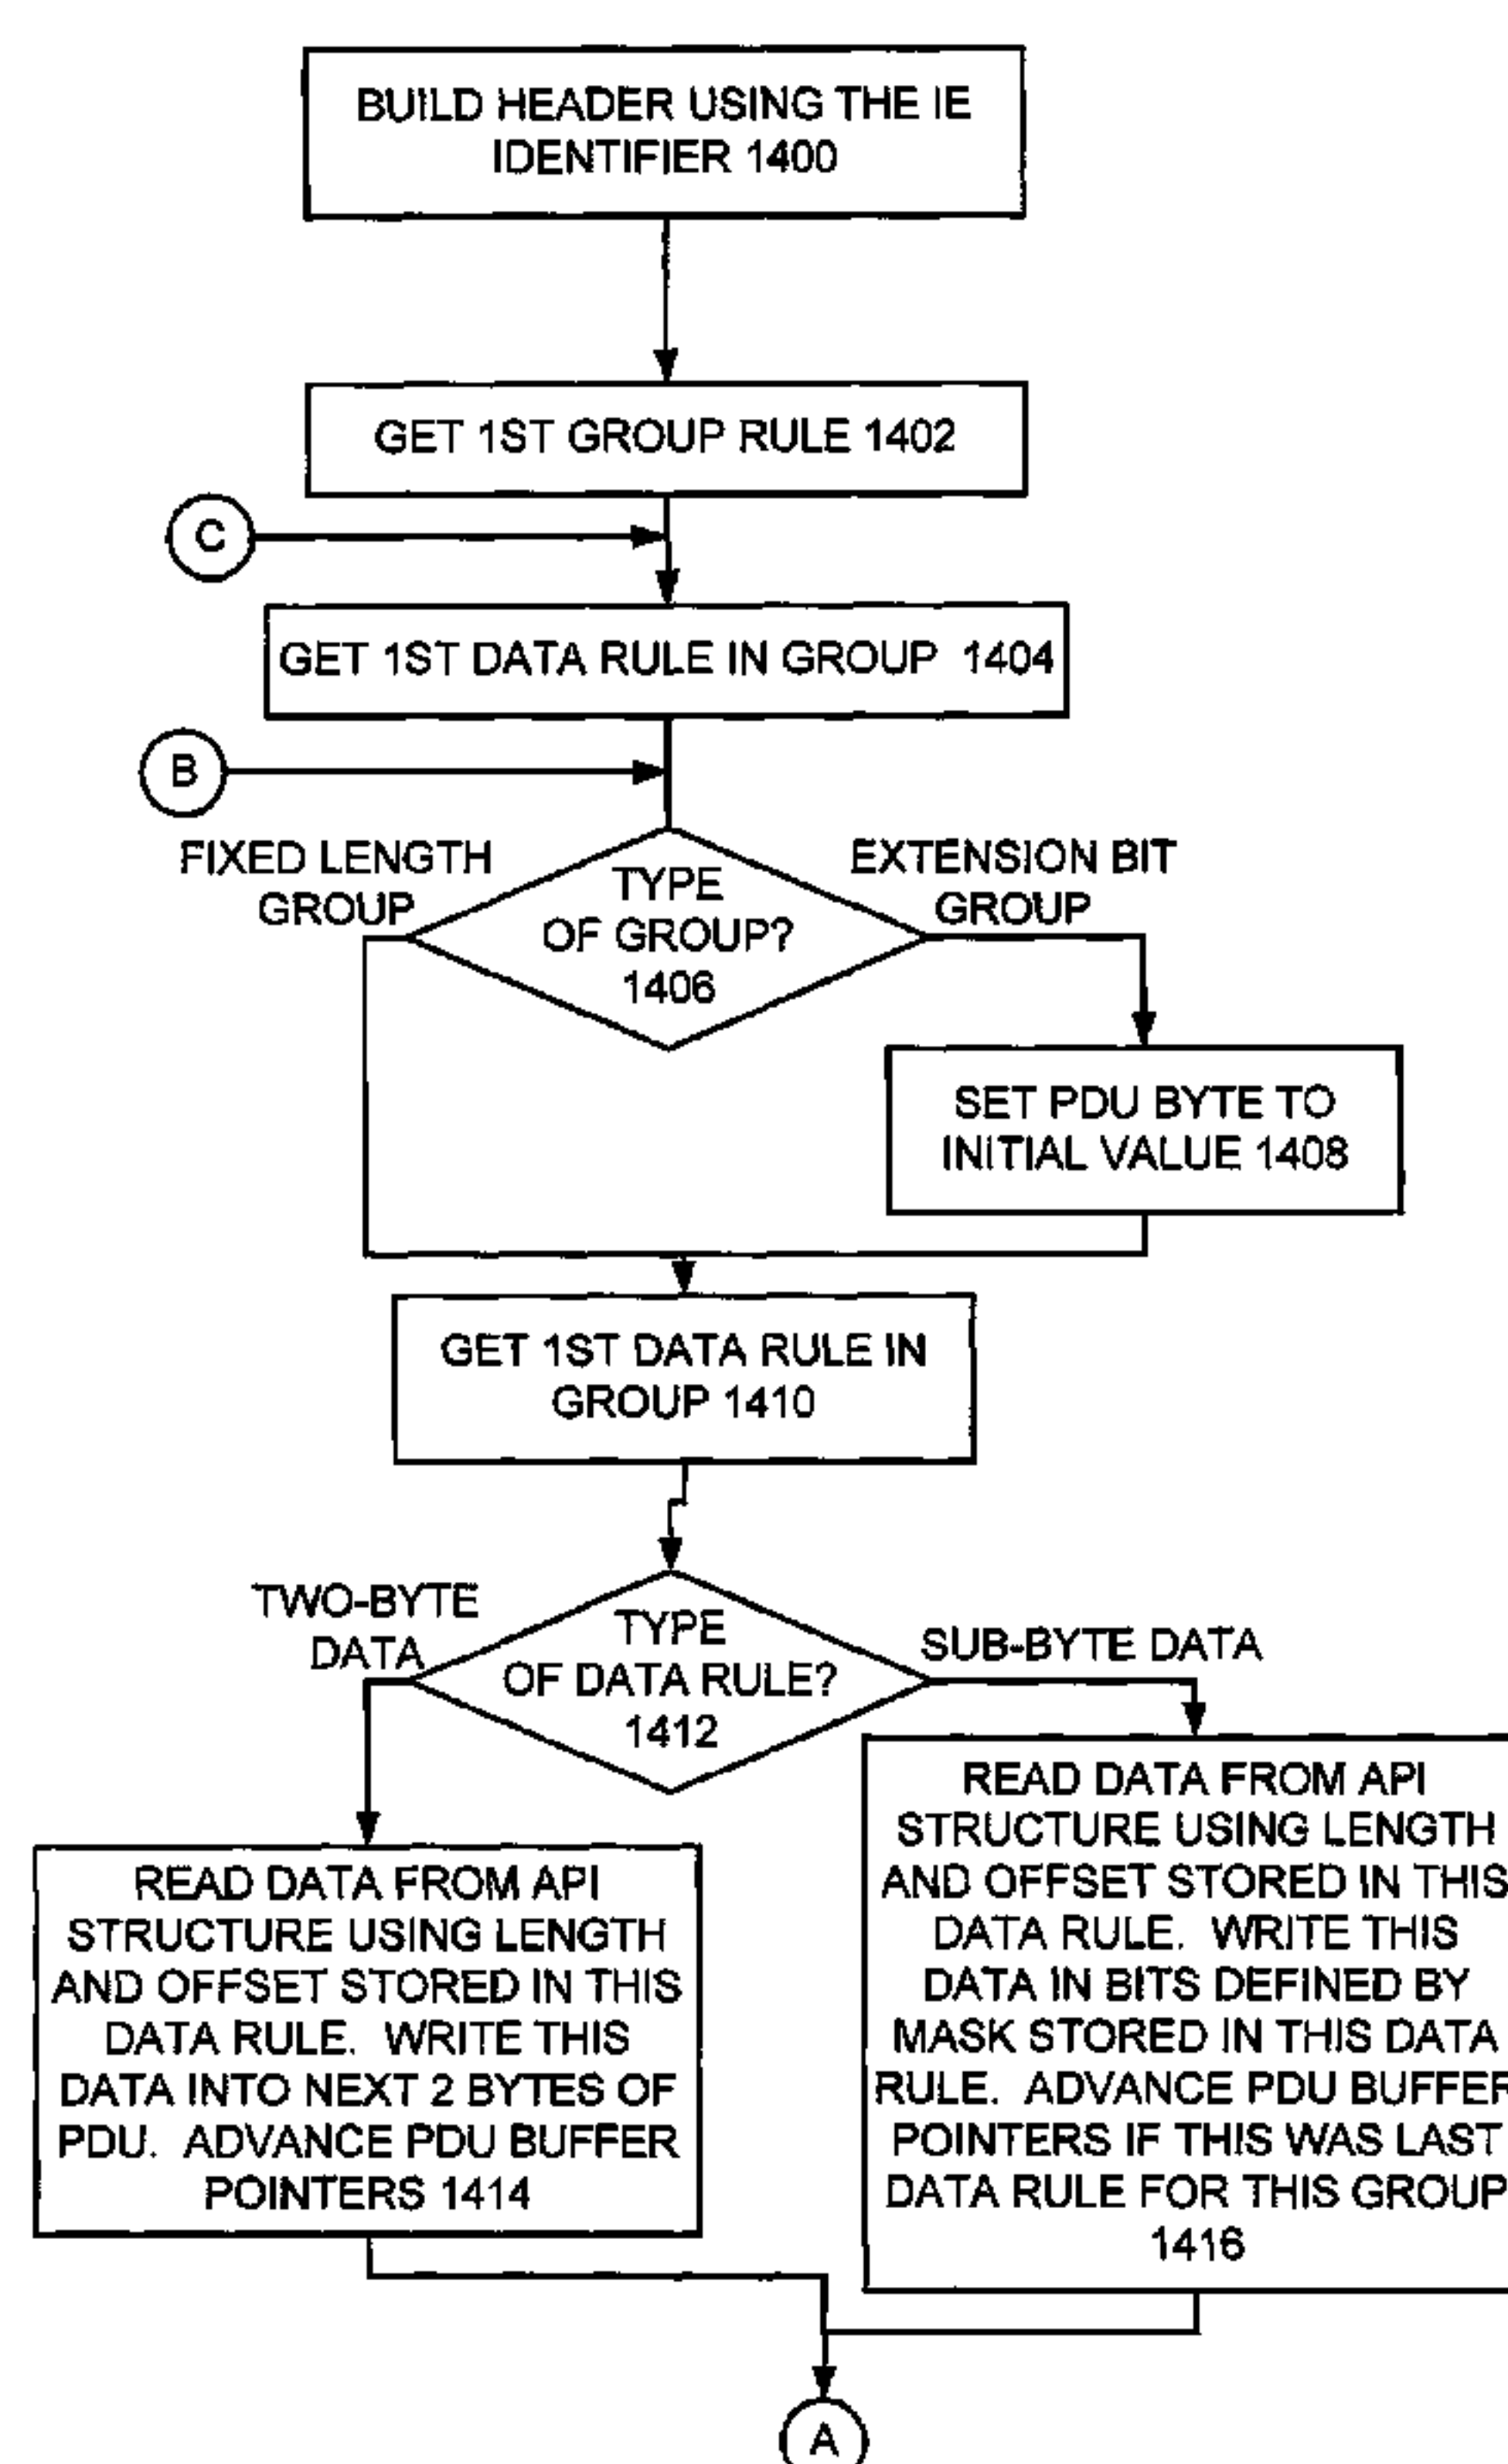 BUILD HEADER USING THE IE
IDENTIFIER 1400
GET 1ST GROUP RULE 1402
C
GET 1ST DATA RULE IN GROUP 1404
B
FIXED LENGTH
GROUP
TYPE
OF GROUP?
1406
EXTENSION BIT
GROUP
SET PDU BYTE TO
INITIAL VALUE 1408
GET 1ST DATA RULE IN
GROUP 1410
TWO-BYTE
DATA
TYPE
OF DATA RULE?
1412
SUB-BYTE DATA
READ DATA FROM API
STRUCTURE USING LENGTH
AND OFFSET STORED IN THIS
DATA RULE. WRITE THIS
DATA INTO NEXT 2 BYTES OF
PDU. ADVANCE PDU BUFFER
POINTERS 1414
READ DATA FROM API
STRUCTURE USING LENGTH
AND OFFSET STORED IN THIS
DATA RULE. WRITE THIS
DATA IN BITS DEFINED BY
MASK STORED IN THIS DATA
RULE. ADVANCE PDU BUFFER
POINTERS IF THIS WAS LAST
DATA RULE FOR THIS GROUP
1416
A